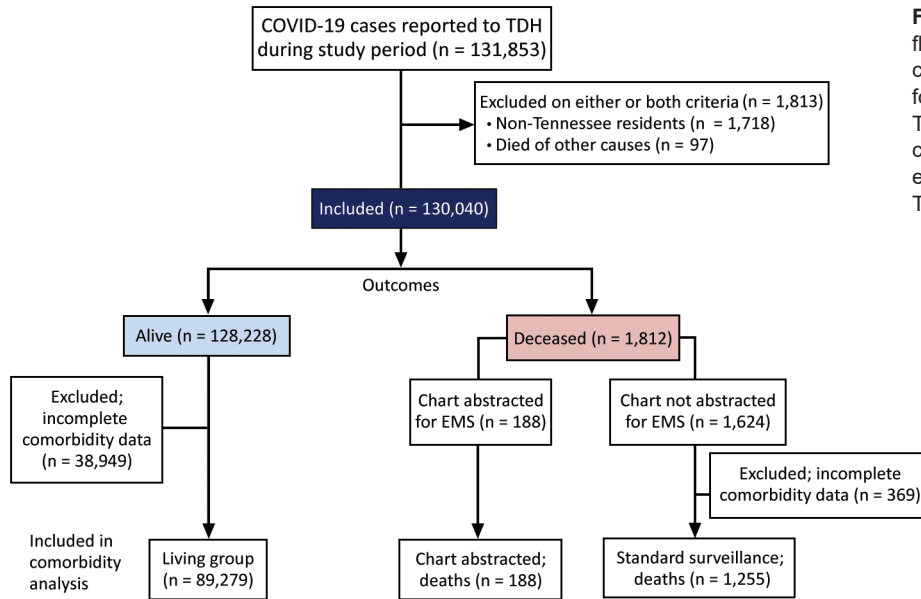 COVID-19 cases reported to TDH
during study period (n = 131,853)
Excluded on either or both criteria (n = 1,813)
• Non-Tennessee residents (n = 1,718)
• Died of other causes (n = 97)
Included (n = 130,040)
Outcomes
Alive (n = 128,228)
Deceased (n = 1,812)
Excluded;
incomplete
comorbidity data
(n = 38,949)
Chart abstracted
for EMS (n = 188)
Chart not abstracted
for EMS (n = 1,624)
Excluded; incomplete
comorbidity data (n = 369)
Included in
comorbidity
analysis
Living group
(n = 89,279)
Chart abstracted;
deaths (n = 188)
Standard surveillance;
deaths (n = 1,255)